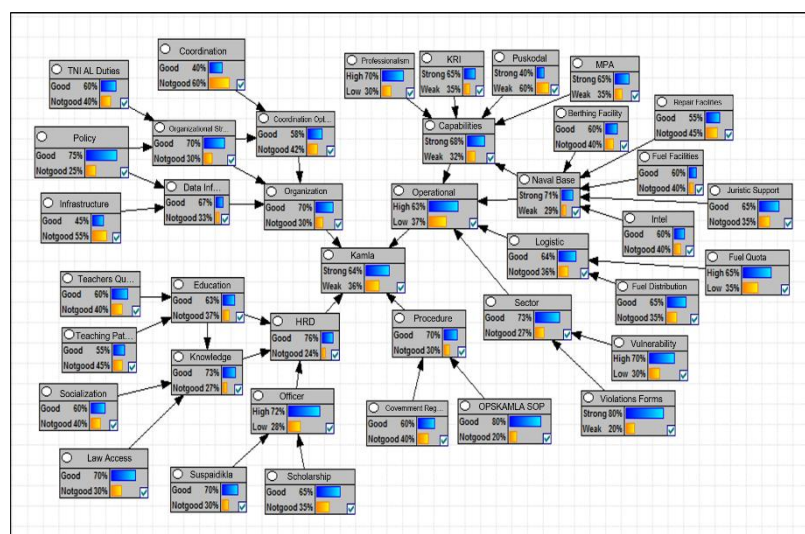 Coordination
Good 40%
Notgood 60%
TNI AL Duties
Good 60%
Notgood 40%
Professionalism
High 70%
Low 30%
KRI
Strong 65%
Weak 35%
Puskodal
Strong 40%
Weak 60%
MPA
Strong 65%
Weak 35%
Repair Facilities
Good 55%
Notgood 45%
Policy
Good 75%
Notgood 25%
Organizational Str...
Good 70%
Notgood 30%
Coordination Opt...
Good 58%
Notgood 42%
Capabilities
Strong 68%
Weak 32%
Berthing Facility
Good 60%
Notgood 40%
Fuel Facilities
Good 60%
Notgood 40%
Infrastructure
Good 45%
Notgood 55%
Data Inf...
Good 67%
Notgood 33%
Organization
Good 70%
Notgood 30%
Operational
High 63%
Low 37%
Naval Base
Strong 71%
Weak 29%
Juristic Support
Good 65%
Notgood 35%
Intel
Good 60%
Notgood 40%
Logistic
Good 64%
Notgood 36%
Fuel Quota
High 65%
Low 35%
Kamla
Strong 64%
Weak 36%
Teachers Qu...
Good 60%
Notgood 40%
Education
Good 63%
Notgood 37%
Fuel Distribution
Good 65%
Notgood 35%
Teaching Pat...
Good 55%
Notgood 45%
HRD
Good 76%
Notgood 24%
Procedure
Good 70%
Notgood 30%
Sector
Good 73%
Notgood 27%
Knowledge
Good 73%
Notgood 27%
Vulnerability
High 70%
Low 30%
Socialization
Good 60%
Notgood 40%
Officer
High 72%
Low 28%
Government Reg...
Good 60%
Notgood 40%
OPSKAMLA SOP
Good 80%
Notgood 20%
Violations Forms
Strong 80%
Weak 20%
Law Access
Good 70%
Notgood 30%
Suspaidikla
Good 70%
Notgood 30%
Scholarship
Good 65%
Notgood 35%